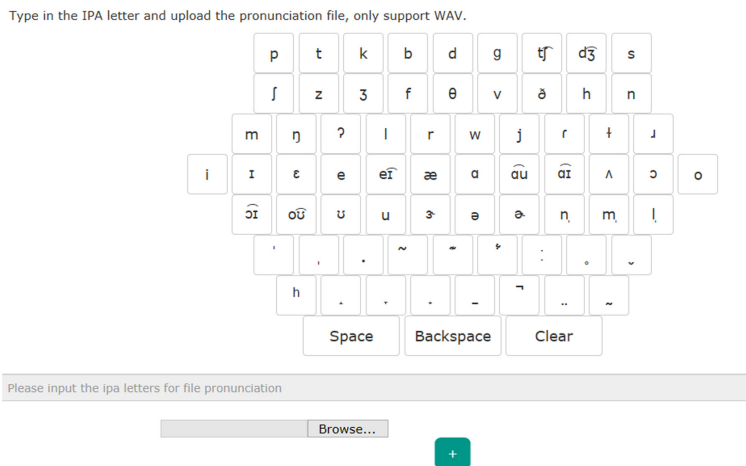 Type in the IPA letter and upload the pronunciation file, only support WAV.
p t k b d g t͡ʃ d͡ʒ s
ʃ z ʒ f θ v ð h n
m ŋ ʔ l r w j ɾ ɫ ɹ
i ɪ ɛ e e͡ɪ æ ɑ ɑ͡u ɑ͡ɪ ʌ ɔ o
ɔ͡ɪ o͡ʊ ʊ u ɝ ə ɚ n̩ m̩ l̩
ˈ ˌ .
h
Space Backspace Clear
Please input the ipa letters for file pronunciation
Browse...
+